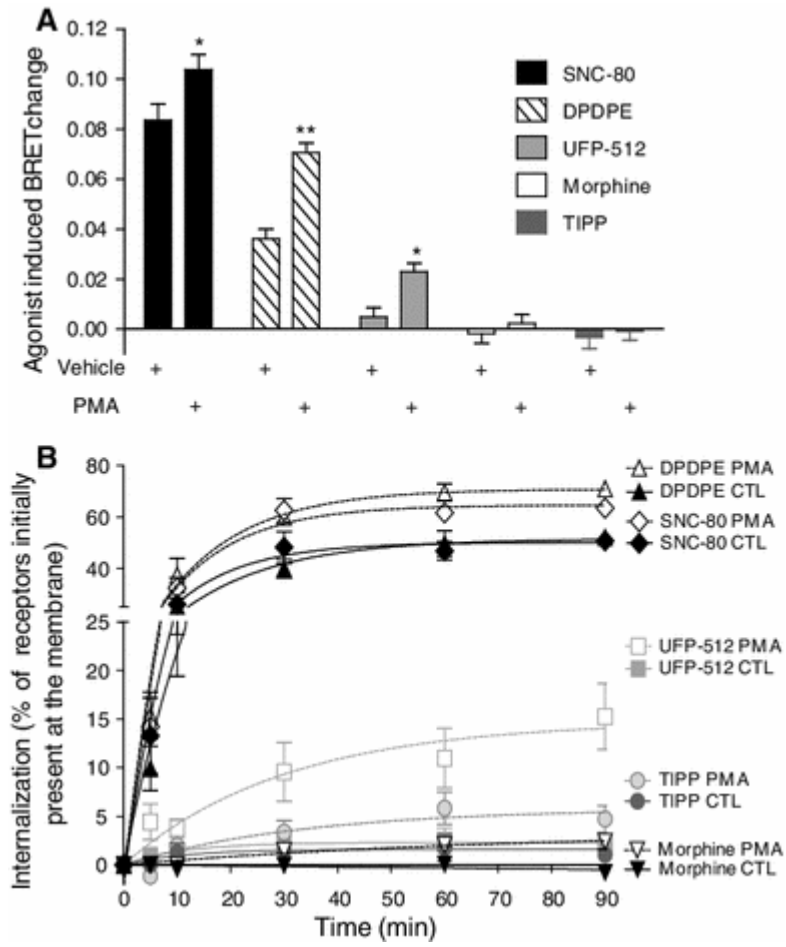 A
Agonist induced BRETchange
0.12
0.10
0.08
0.06
0.04
0.02
0.00
*
**
*
SNC-80
DPDPE
UFP-512
Morphine
TIPP
Vehicle + + + + +
PMA + + + + +
B
Internalization (% of receptors initially
present at the membrane)
80
60
40
25
20
15
10
5
0
DPDPE PMA
DPDPE CTL
SNC-80 PMA
SNC-80 CTL
UFP-512 PMA
UFP-512 CTL
TIPP PMA
TIPP CTL
Morphine PMA
Morphine CTL
0 10 20 30 40 50 60 70 80 90
Time (min)